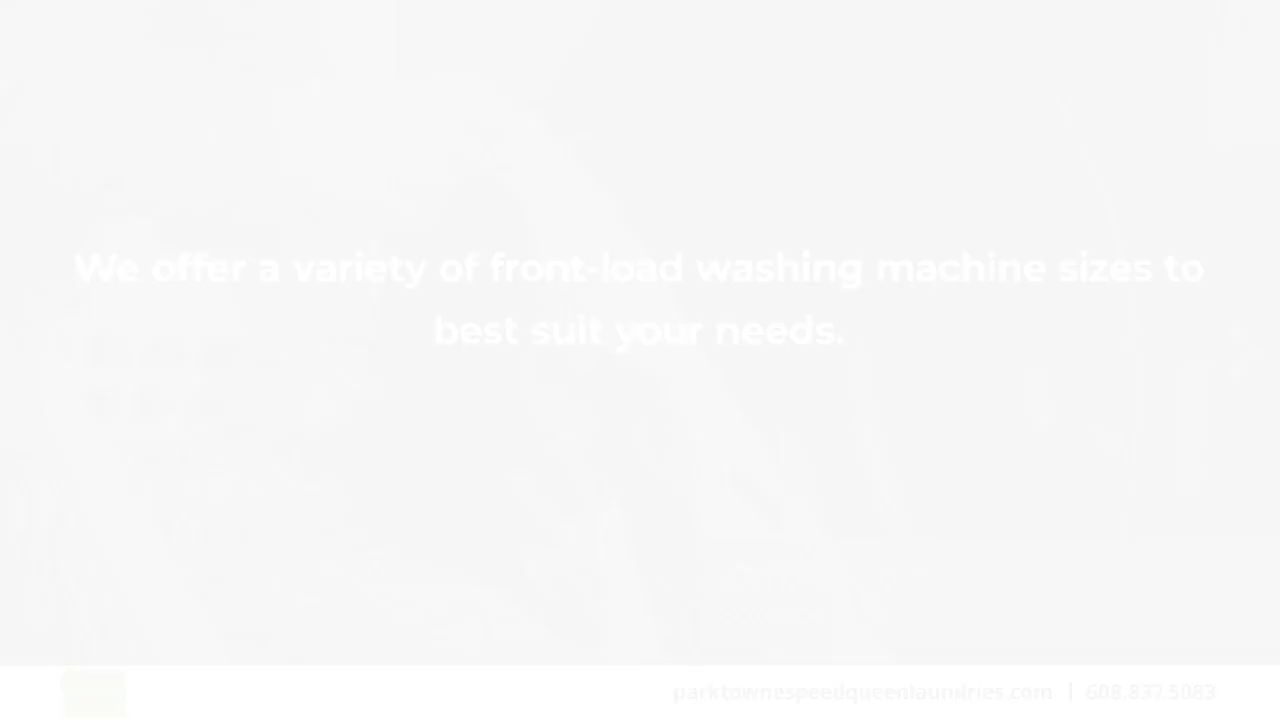 We offer a variety of front-load washing machine sizes to
best suit your needs.
parktownespeedqueenlaundries.com | 608.837.5083